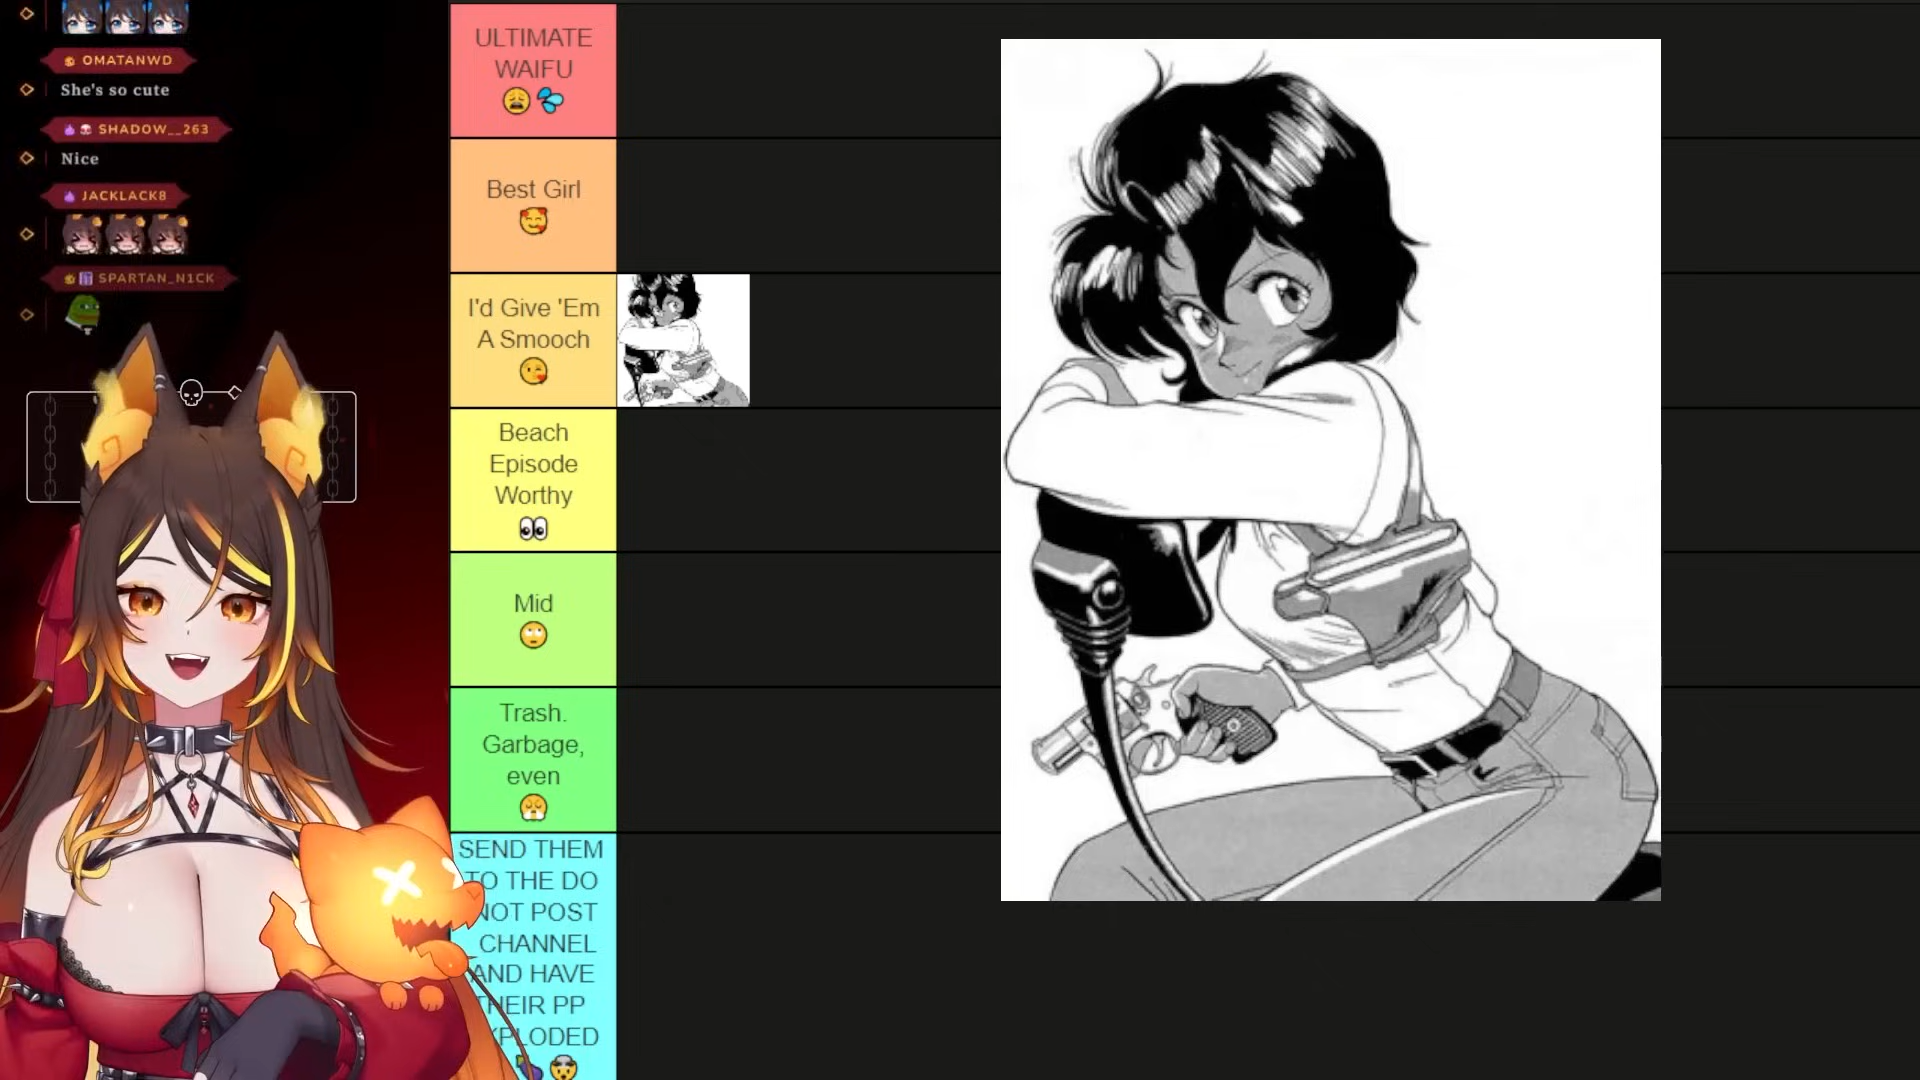 OMATANWD
She's so cute
SHADOW__263
Nice
JACKLACK8
SPARTAN_N1CK
ULTIMATE
WAIFU
Best Girl
I'd Give 'Em
A Smooch
Beach
Episode
Worthy
Mid
Trash.
Garbage,
even
SEND THEM
TO THE DO
NOT POST
CHANNEL
AND HAVE
THEIR PP
EXPLODED